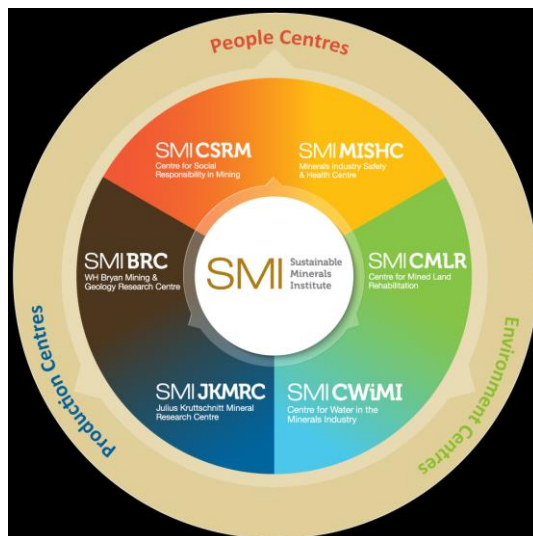 People Centres
SMI CSRM
Centre for Social
Responsibility in Mining
SMI MISHC
Minerals Industry Safety
& Health Centre
SMI BRC
WH Bryan Mining &
Geology Research Centre
SMI Sustainable
Minerals
Institute
SMI CMLR
Centre for Mined Land
Rehabilitation
SMI JKMRC
Julius Kruttschnitt Mineral
Research Centre
SMI CWiMI
Centre for Water in the
Minerals Industry
Production Centres
Environment Centres